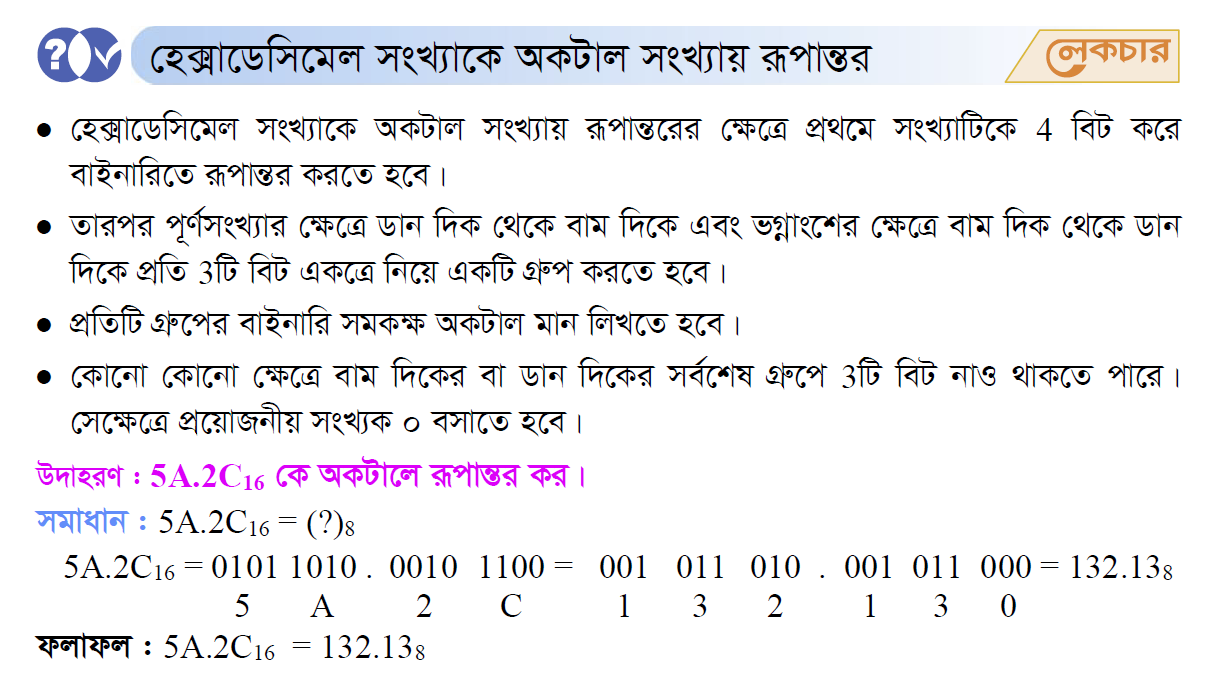 হেক্সাডেসিমেল সংখ্যাকে অকটাল সংখ্যায় রূপান্তর
লেকচার
• হেক্সাডেসিমেল সংখ্যাকে অকটাল সংখ্যায় রূপান্তরের ক্ষেত্রে প্রথমে সংখ্যাটিকে 4 বিট করে
বাইনারিতে রূপান্তর করতে হবে।
• তারপর পূর্ণসংখ্যার ক্ষেত্রে ডান দিক থেকে বাম দিকে এবং ভগ্নাংশের ক্ষেত্রে বাম দিক থেকে ডান
দিকে প্রতি 3টি বিট একত্রে নিয়ে একটি গ্রুপ করতে হবে।
• প্রতিটি গ্রুপের বাইনারি সমকক্ষ অকটাল মান লিখতে হবে।
• কোনো কোনো ক্ষেত্রে বাম দিকের বা ডান দিকের সর্বশেষ গ্রুপে 3টি বিট নাও থাকতে পারে।
সেক্ষেত্রে প্রয়োজনীয় সংখ্যক ০ বসাতে হবে।
উদাহরণ : 5A.2C₁₆ কে অকটালে রূপান্তর কর।
সমাধান : 5A.2C₁₆ = (?)₈
5A.2C₁₆ = 0101 1010 . 0010 1100 = 001 011 010 . 001 011 000 = 132.13₈
5 A 2 C 1 3 2 1 3 0
ফলাফল : 5A.2C₁₆ = 132.13₈